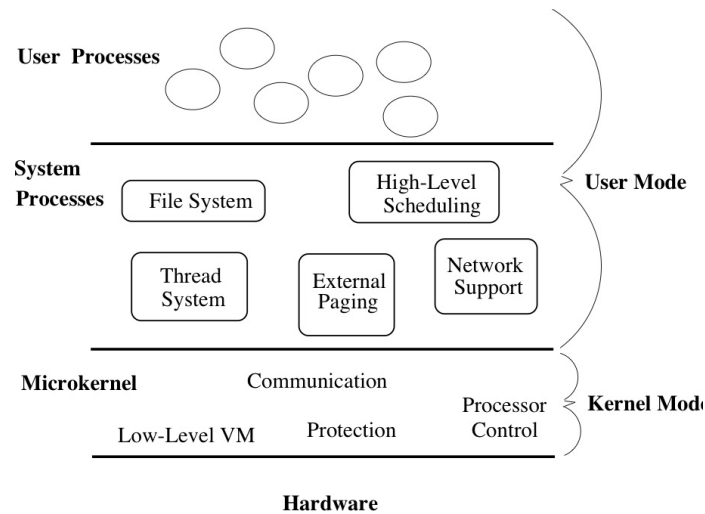 User Processes
System
Processes
File System
High-Level
Scheduling
User Mode
Thread
System
External
Paging
Network
Support
Microkernel
Communication
Kernel Mode
Low-Level VM
Protection
Processor
Control
Hardware